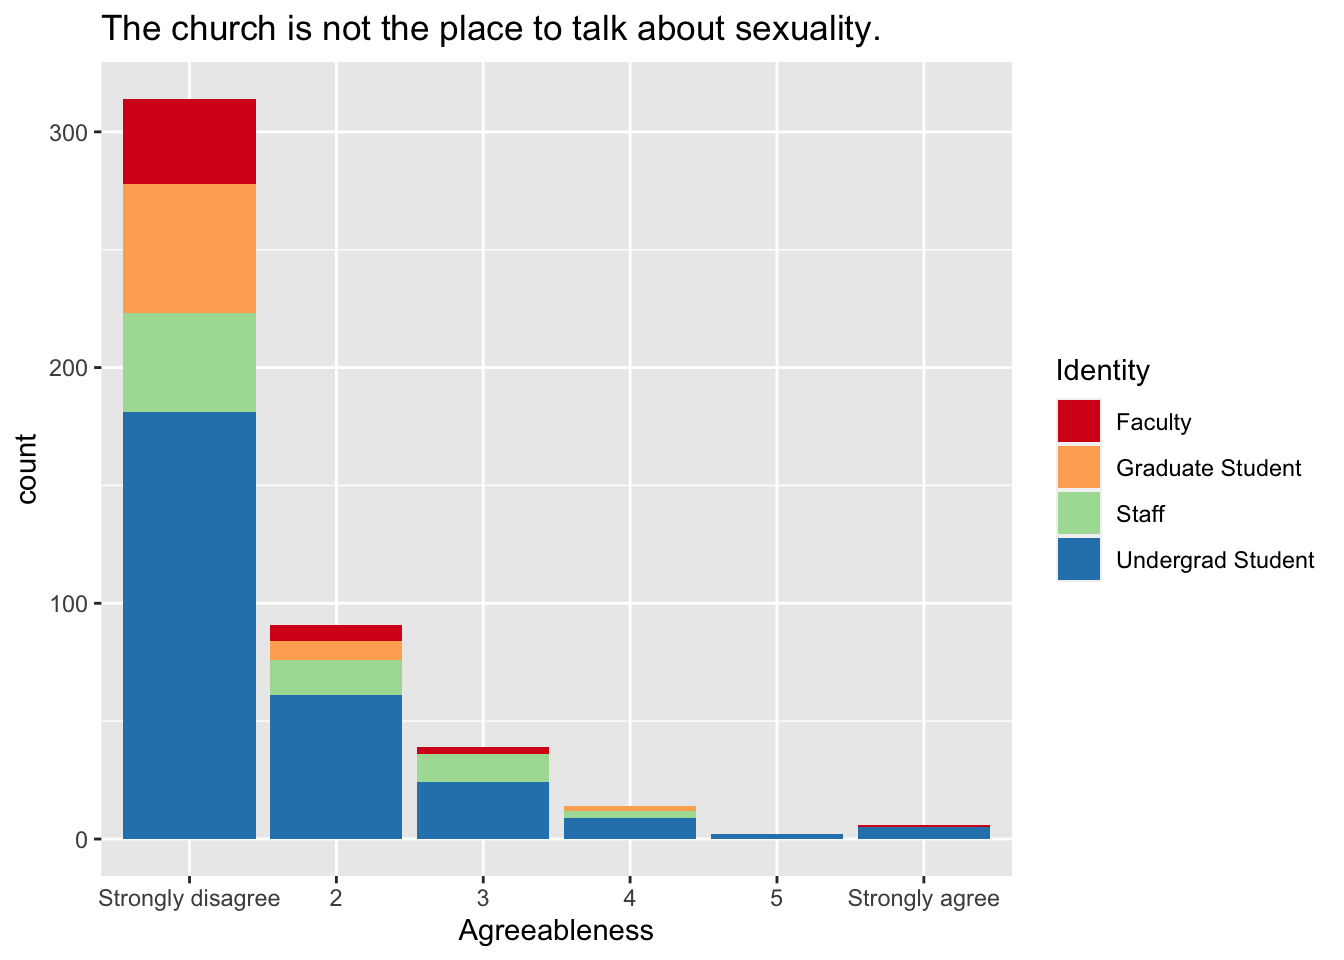 The church is not the place to talk about sexuality.
300
200
100
0
count
Strongly disagree 2 3 4 5 Strongly agree
Agreeableness
Identity
Faculty
Graduate Student
Staff
Undergrad Student